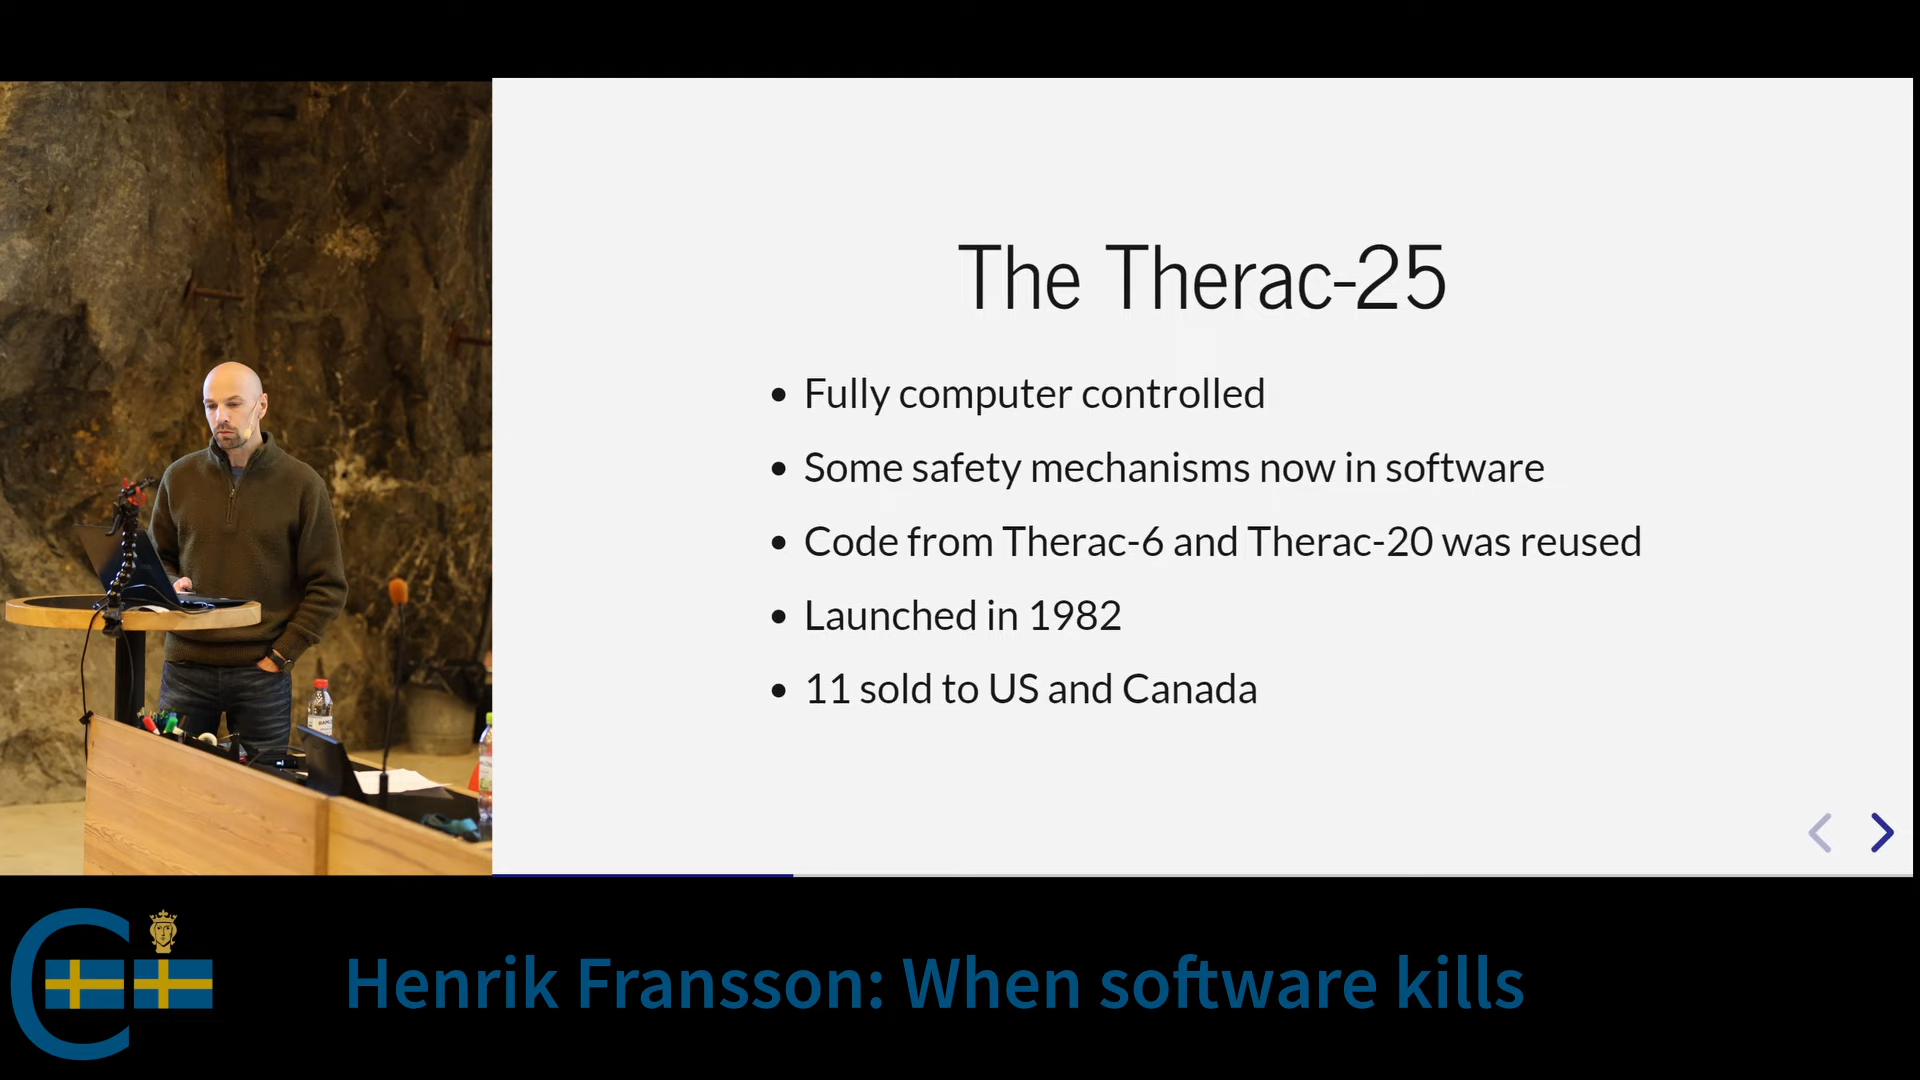 The Therac-25
• Fully computer controlled
• Some safety mechanisms now in software
• Code from Therac-6 and Therac-20 was reused
• Launched in 1982
• 11 sold to US and Canada
Henrik Fransson: When software kills